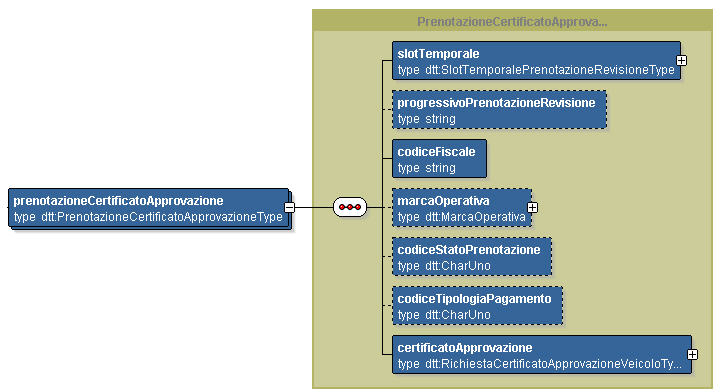 PrenotazioneCertificatoApprova...
slotTemporale
type dtt:SlotTemporalePrenotazioneRevisioneType
progressivoPrenotazioneRevisione
type string
codiceFiscale
type string
prenotazioneCertificatoApprovazione
type dtt:PrenotazioneCertificatoApprovazioneType
marcaOperativa
type dtt:MarcaOperativa
codiceStatoPrenotazione
type dtt:CharUno
codiceTipologiaPagamento
type dtt:CharUno
certificatoApprovazione
type dtt:RichiestaCertificatoApprovazioneVeicoloTy...